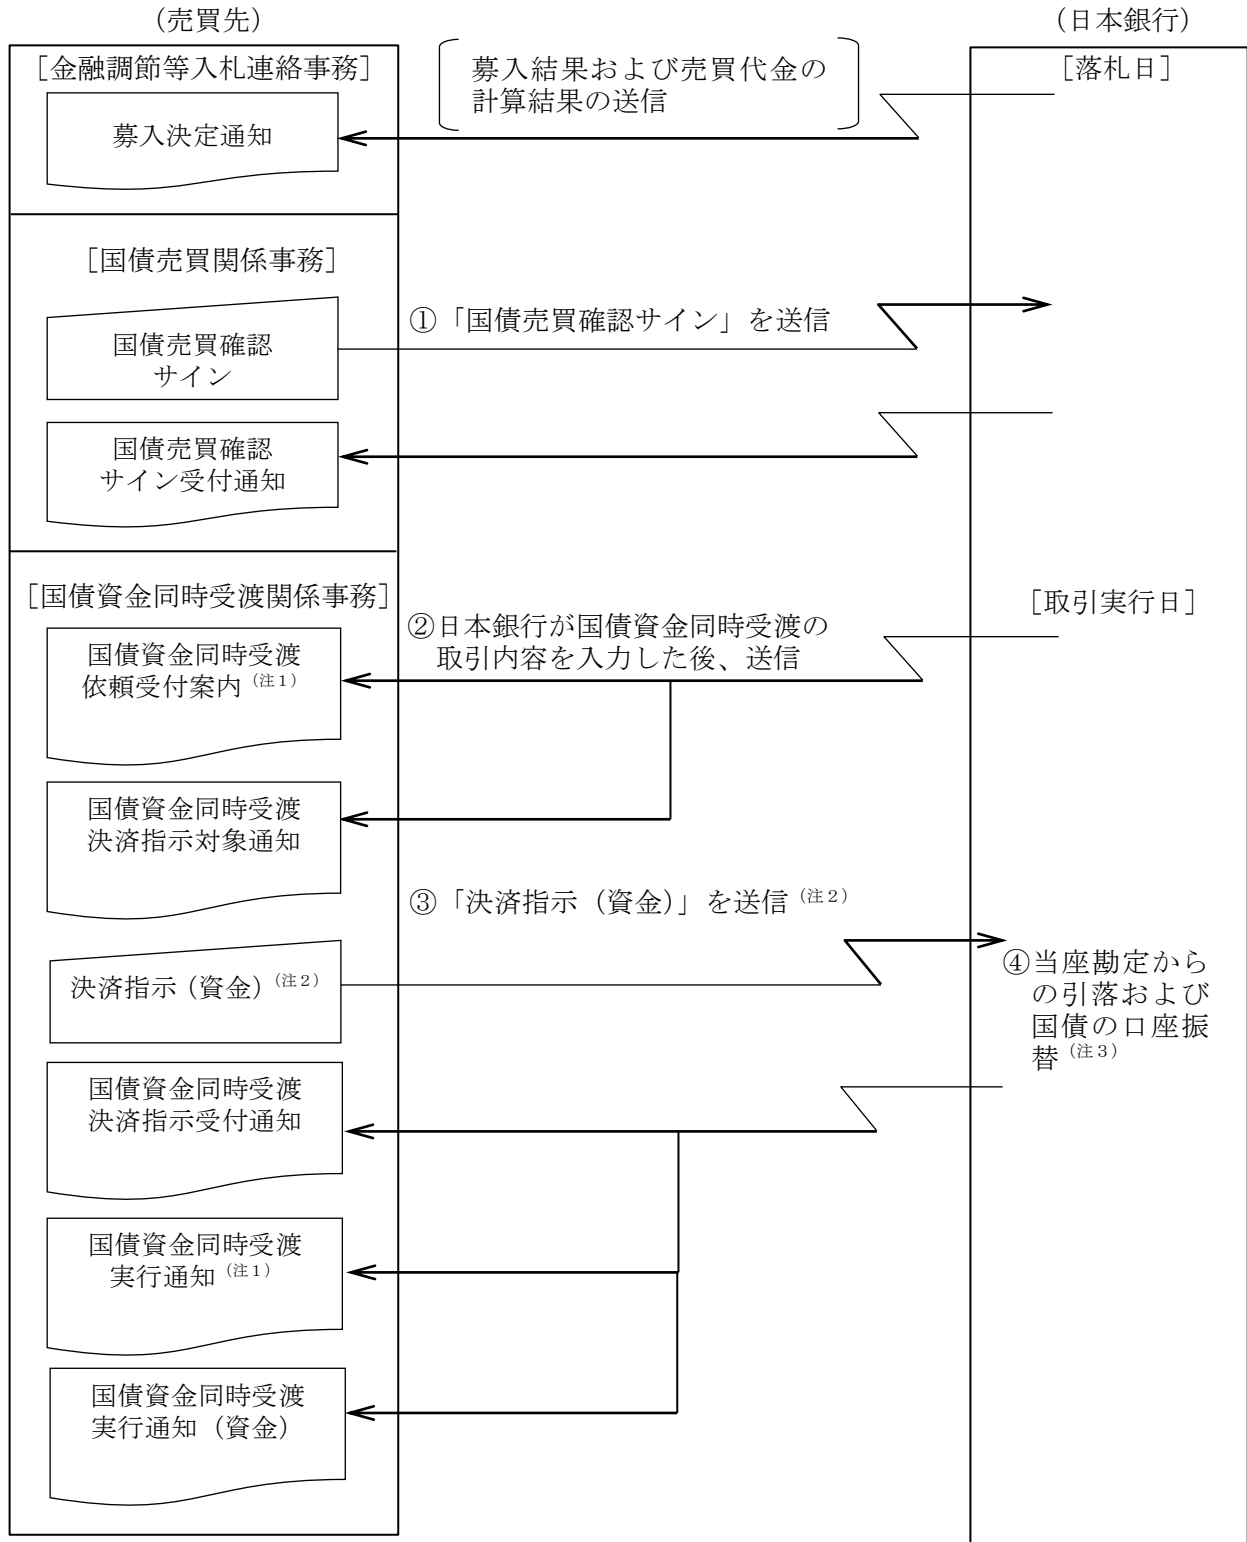 （売買先）
（日本銀行）
［金融調節等入札連絡事務］
募入結果および売買代金の
計算結果の送信
［落札日］
募入決定通知
［国債売買関係事務］
①「国債売買確認サイン」を送信
国債売買確認
サイン
国債売買確認
サイン受付通知
［国債資金同時受渡関係事務］
［取引実行日］
②日本銀行が国債資金同時受渡の
取引内容を入力した後、送信
国債資金同時受渡
依頼受付案内（注１）
国債資金同時受渡
決済指示対象通知
③「決済指示（資金）」を送信（注２）
決済指示（資金）（注２）
④当座勘定から
の引落および
国債の口座振
替（注３）
国債資金同時受渡
決済指示受付通知
国債資金同時受渡
実行通知（注１）
国債資金同時受渡
実行通知（資金）